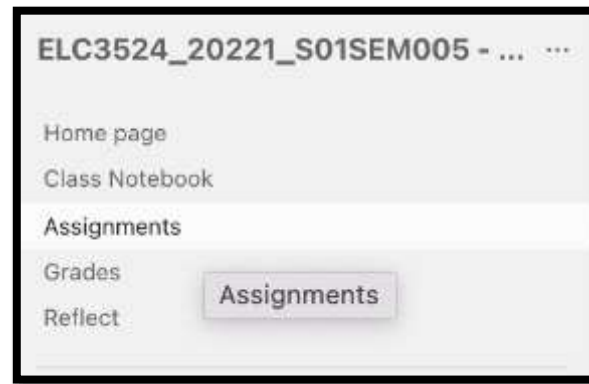 ELC3524_20221_S01SEM005 - ... ...
Home page
Class Notebook
Assignments
Grades
Assignments
Reflect